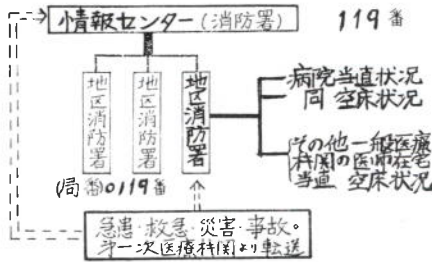 情報センター(消防署) 119番
地区消防署
地区消防署
地区消防署
病院当直状況
同 空床状況
その他一般医療
科関の医師在宅
当直 空床状況
局番0119番
急患・救急・災害・事故。
才一次医療科関より転送